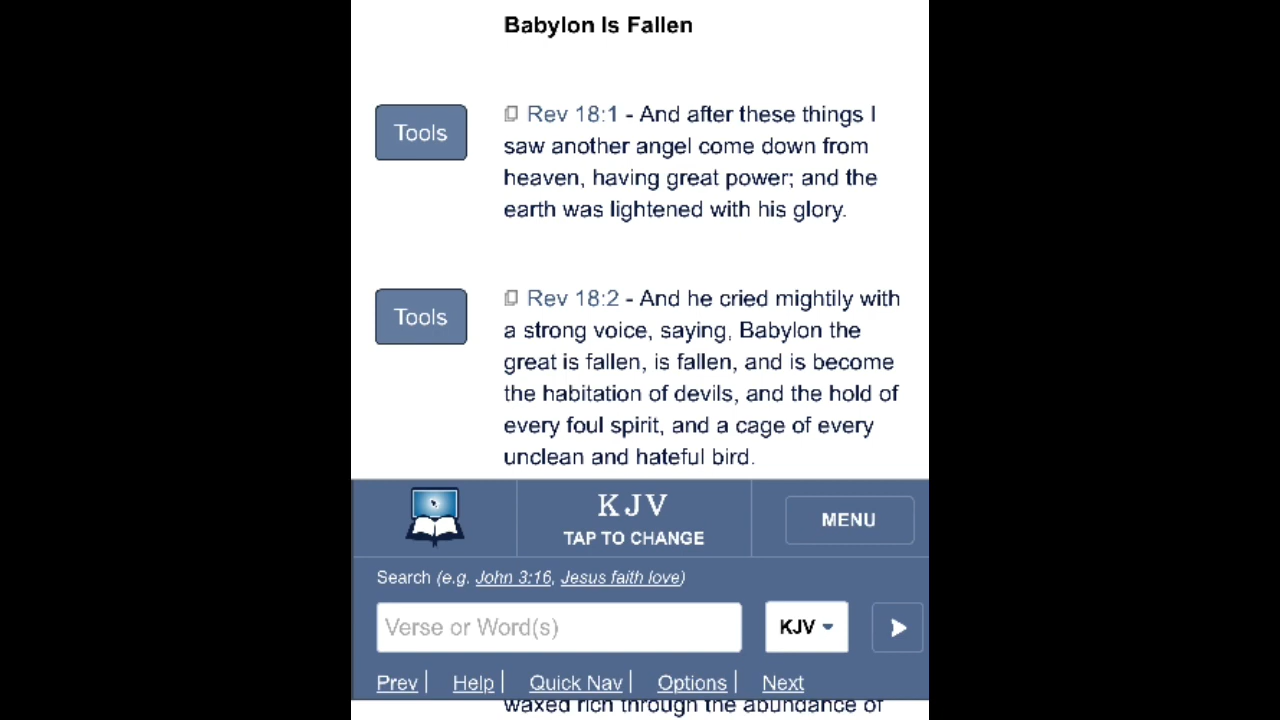 Babylon Is Fallen
Tools
Rev 18:1 - And after these things I
saw another angel come down from
heaven, having great power; and the
earth was lightened with his glory.
Tools
Rev 18:2 - And he cried mightily with
a strong voice, saying, Babylon the
great is fallen, is fallen, and is become
the habitation of devils, and the hold of
every foul spirit, and a cage of every
unclean and hateful bird.
KJV
TAP TO CHANGE
MENU
Search (e.g. John 3:16, Jesus faith love)
Verse or Word(s)
KJV
Prev | Help | Quick Nav | Options | Next
waxed rich through the abundance of